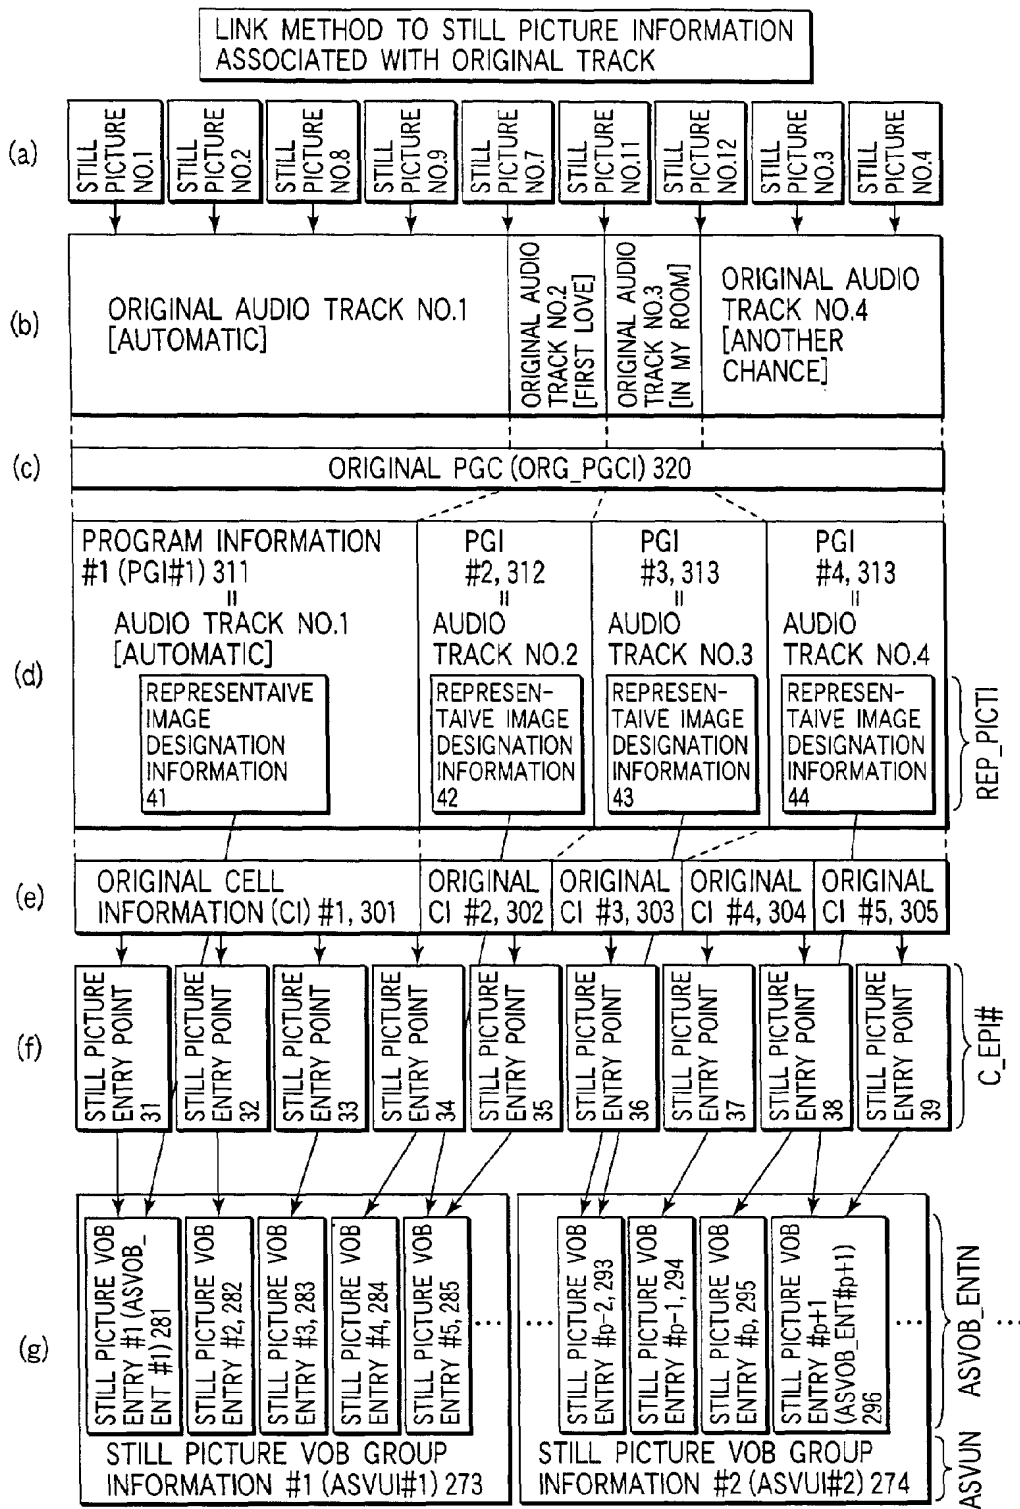 LINK METHOD TO STILL PICTURE INFORMATION
ASSOCIATED WITH ORIGINAL TRACK
(a)
STILL
PICTURE
NO.1
STILL
PICTURE
NO.2
STILL
PICTURE
NO.8
STILL
PICTURE
NO.9
STILL
PICTURE
NO.7
STILL
PICTURE
NO.11
STILL
PICTURE
NO.12
STILL
PICTURE
NO.3
STILL
PICTURE
NO.4
(b)
ORIGINAL AUDIO TRACK NO.1
[AUTOMATIC]
ORIGINAL AUDIO
TRACK NO.2
[FIRST LOVE]
ORIGINAL AUDIO
TRACK NO.3
[IN MY ROOM]
ORIGINAL AUDIO
TRACK NO.4
[ANOTHER
CHANCE]
(c)
ORIGINAL PGC (ORG_PGCI) 320
(d)
PROGRAM INFORMATION
#1 (PGI#1) 311
=
AUDIO TRACK NO.1
[AUTOMATIC]
REPRESENTAIVE
IMAGE
DESIGNATION
INFORMATION
41
PGI
#2, 312
=
AUDIO
TRACK NO.2
REPRESEN-
TAIVE IMAGE
DESIGNATION
INFORMATION
42
PGI
#3, 313
=
AUDIO
TRACK NO.3
REPRESEN-
TAIVE IMAGE
DESIGNATION
INFORMATION
43
PGI
#4, 313
=
AUDIO
TRACK NO.4
REPRESEN-
TAIVE IMAGE
DESIGNATION
INFORMATION
44
REP_PICTI
(e)
ORIGINAL CELL
INFORMATION (CI) #1, 301
ORIGINAL
CI #2, 302
ORIGINAL
CI #3, 303
ORIGINAL
CI #4, 304
ORIGINAL
CI #5, 305
(f)
STILL PICTURE
ENTRY POINT
31
STILL PICTURE
ENTRY POINT
32
STILL PICTURE
ENTRY POINT
33
STILL PICTURE
ENTRY POINT
34
STILL PICTURE
ENTRY POINT
35
STILL PICTURE
ENTRY POINT
36
STILL PICTURE
ENTRY POINT
37
STILL PICTURE
ENTRY POINT
38
STILL PICTURE
ENTRY POINT
39
C_EPI#
(g)
STILL PICTURE VOB
ENTRY #1 (ASVOB_
ENT #1) 281
STILL PICTURE VOB
ENTRY #2, 282
STILL PICTURE VOB
ENTRY #3, 283
STILL PICTURE VOB
ENTRY #4, 284
STILL PICTURE VOB
ENTRY #5, 285
...
STILL PICTURE VOB GROUP
INFORMATION #1 (ASVUI#1) 273
...
STILL PICTURE VOB
ENTRY #p-2, 293
STILL PICTURE VOB
ENTRY #p-1, 294
STILL PICTURE VOB
ENTRY #p, 295
STILL PICTURE VOB
ENTRY #p+1
(ASVOB_ENT#p+1)
296
...
STILL PICTURE VOB GROUP
INFORMATION #2 (ASVUI#2) 274
ASVOB_ENTN
...
ASVUN